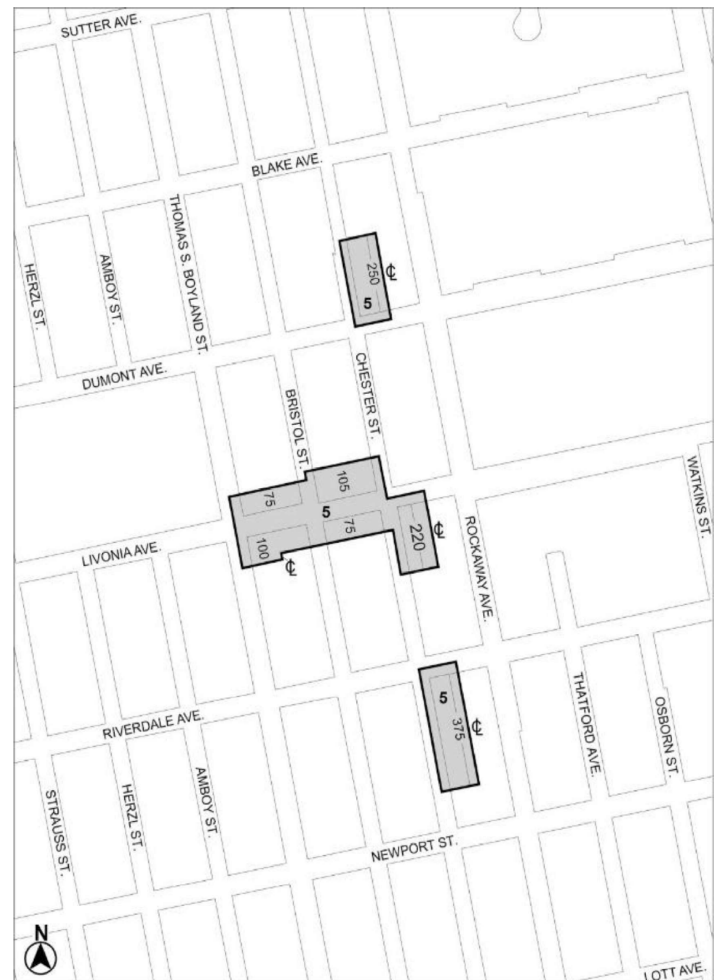 SUTTER AVE.
BLAKE AVE.
THOMAS S. BOYLAND ST.
HERZL ST.
AMBOY ST.
250
℄
5
DUMONT AVE.
CHESTER ST.
BRISTOL ST.
105
75
5
WATKINS ST.
75
220
℄
LIVONIA AVE.
100
℄
ROCKAWAY AVE.
5
THATFORD AVE.
OSBORN ST.
RIVERDALE AVE.
375
℄
STRAUSS ST.
HERZL ST.
AMBOY ST.
NEWPORT ST.
N
LOTT AVE.